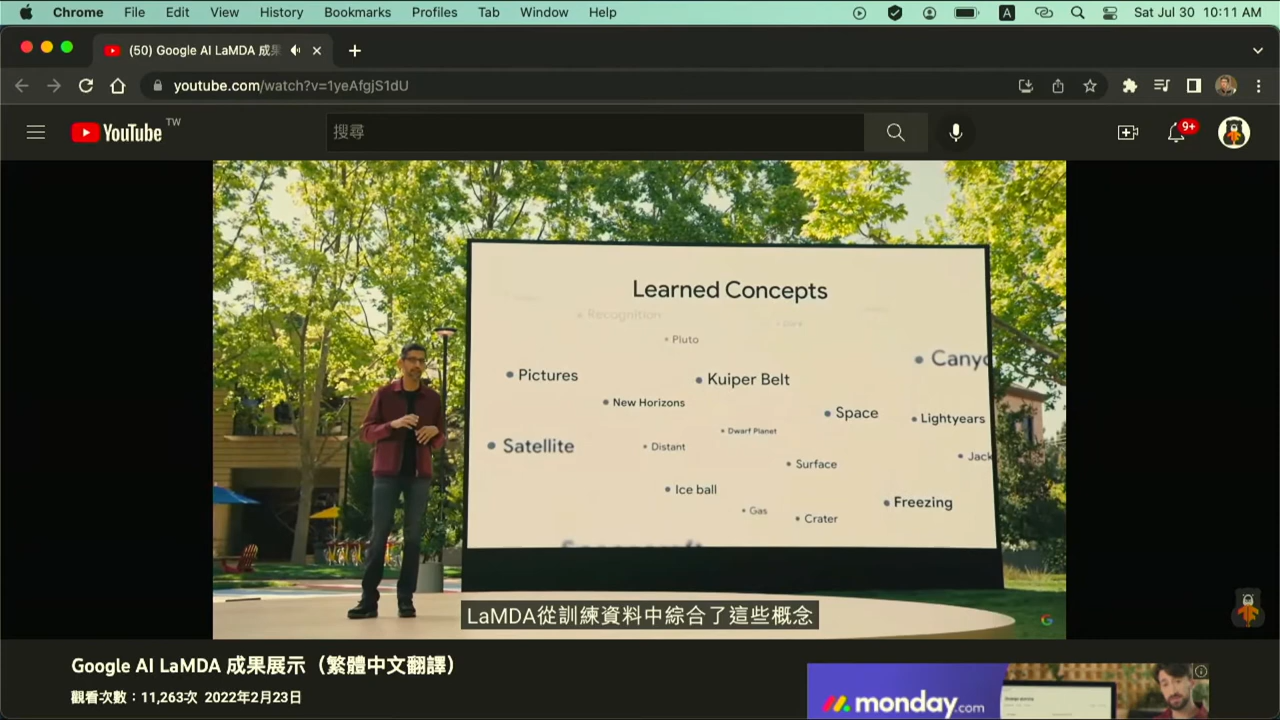 Chrome File Edit View History Bookmarks Profiles Tab Window Help A Sat Jul 30 10:11 AM
(50) Google AI LaMDA 成果
youtube.com/watch?v=1yeAfgjS1dU
YouTube TW 搜尋 9+
Learned Concepts
Recognition
Pluto
Pictures
Kuiper Belt
Canyo
New Horizons
Space
Lightyears
Dwarf Planet
Satellite
Distant
Jack
Surface
Ice ball
Freezing
Gas
Crater
LaMDA從訓練資料中綜合了這些概念
Google AI LaMDA 成果展示（繁體中文翻譯）
觀看次數：11,263次 2022年2月23日
monday.com